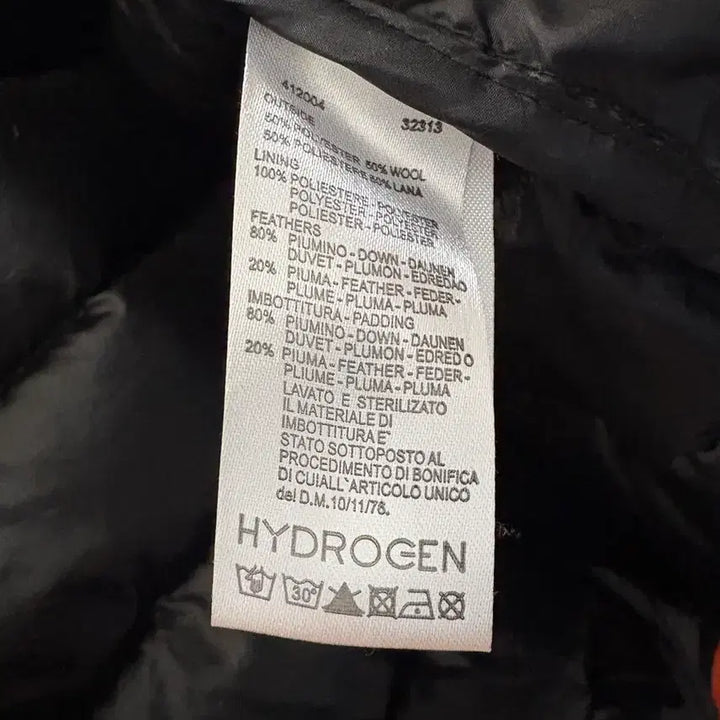 412004 32313
OUTSIDE
50% POLYESTER 50% WOOL
50% POLIESTERE 50% LANA
LINING
100% POLIESTERE - POLYESTER
POLYESTER - POLYESTER
POLIESTER - POLYESTER
FEATHERS
80% PIUMINO - DOWN - DAUNEN
DUVET - PLUMON - EDREDAO
20% PIUMA - FEATHER - FEDER-
PLUME - PLUMA - PLUMA
IMBOTTITURA - PADDING
80% PIUMINO - DOWN - DAUNEN
DUVET - PLUMON - EDREDO
20% PIUMA - FEATHER - FEDER-
PLIUME - PLUMA - PLUMA
LAVATO E STERILIZATO
IL MATERIALE DI
IMBOTTITURA E'
STATO SOTTOPOSTO AL
PROCEDIMENTO DI BONIFICA
DI CUIALL'ARTICOLO UNICO
del D.M. 10/11/76.
HYDROGEN
30°